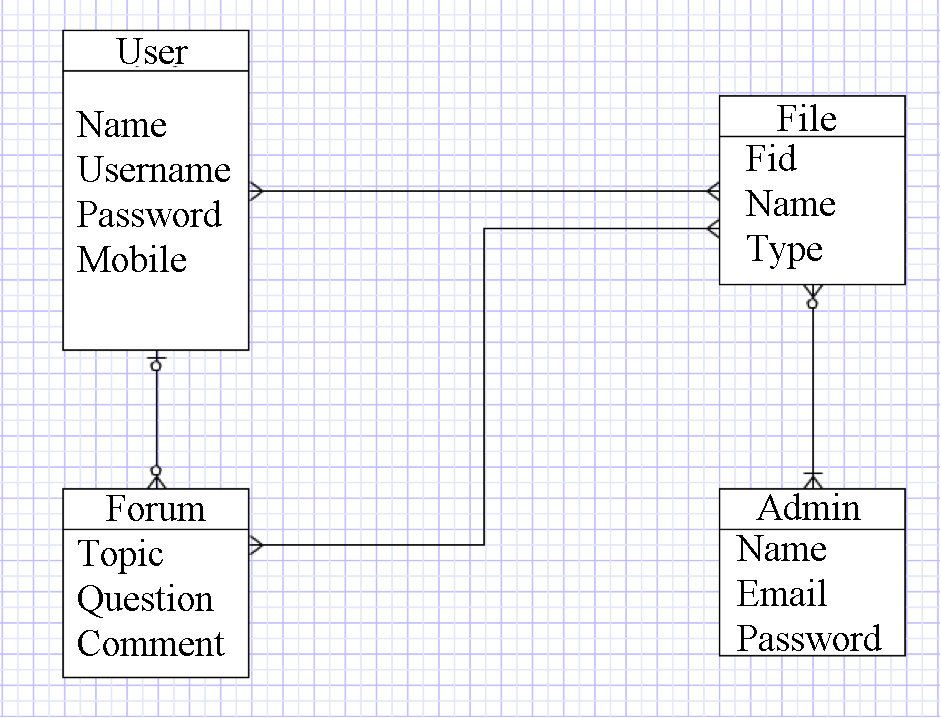 User
Name
Username
Password
Mobile
File
Fid
Name
Type
Forum
Topic
Question
Comment
Admin
Name
Email
Password